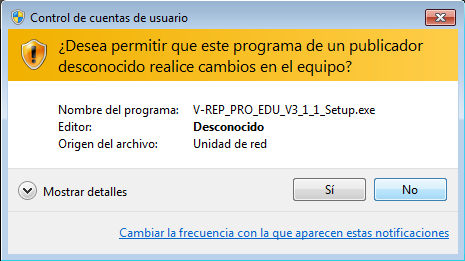 Control de cuentas de usuario
¿Desea permitir que este programa de un publicador
desconocido realice cambios en el equipo?
Nombre del programa: V-REP_PRO_EDU_V3_1_1_Setup.exe
Editor: Desconocido
Origen del archivo: Unidad de red
Mostrar detalles
Sí
No
Cambiar la frecuencia con la que aparecen estas notificaciones